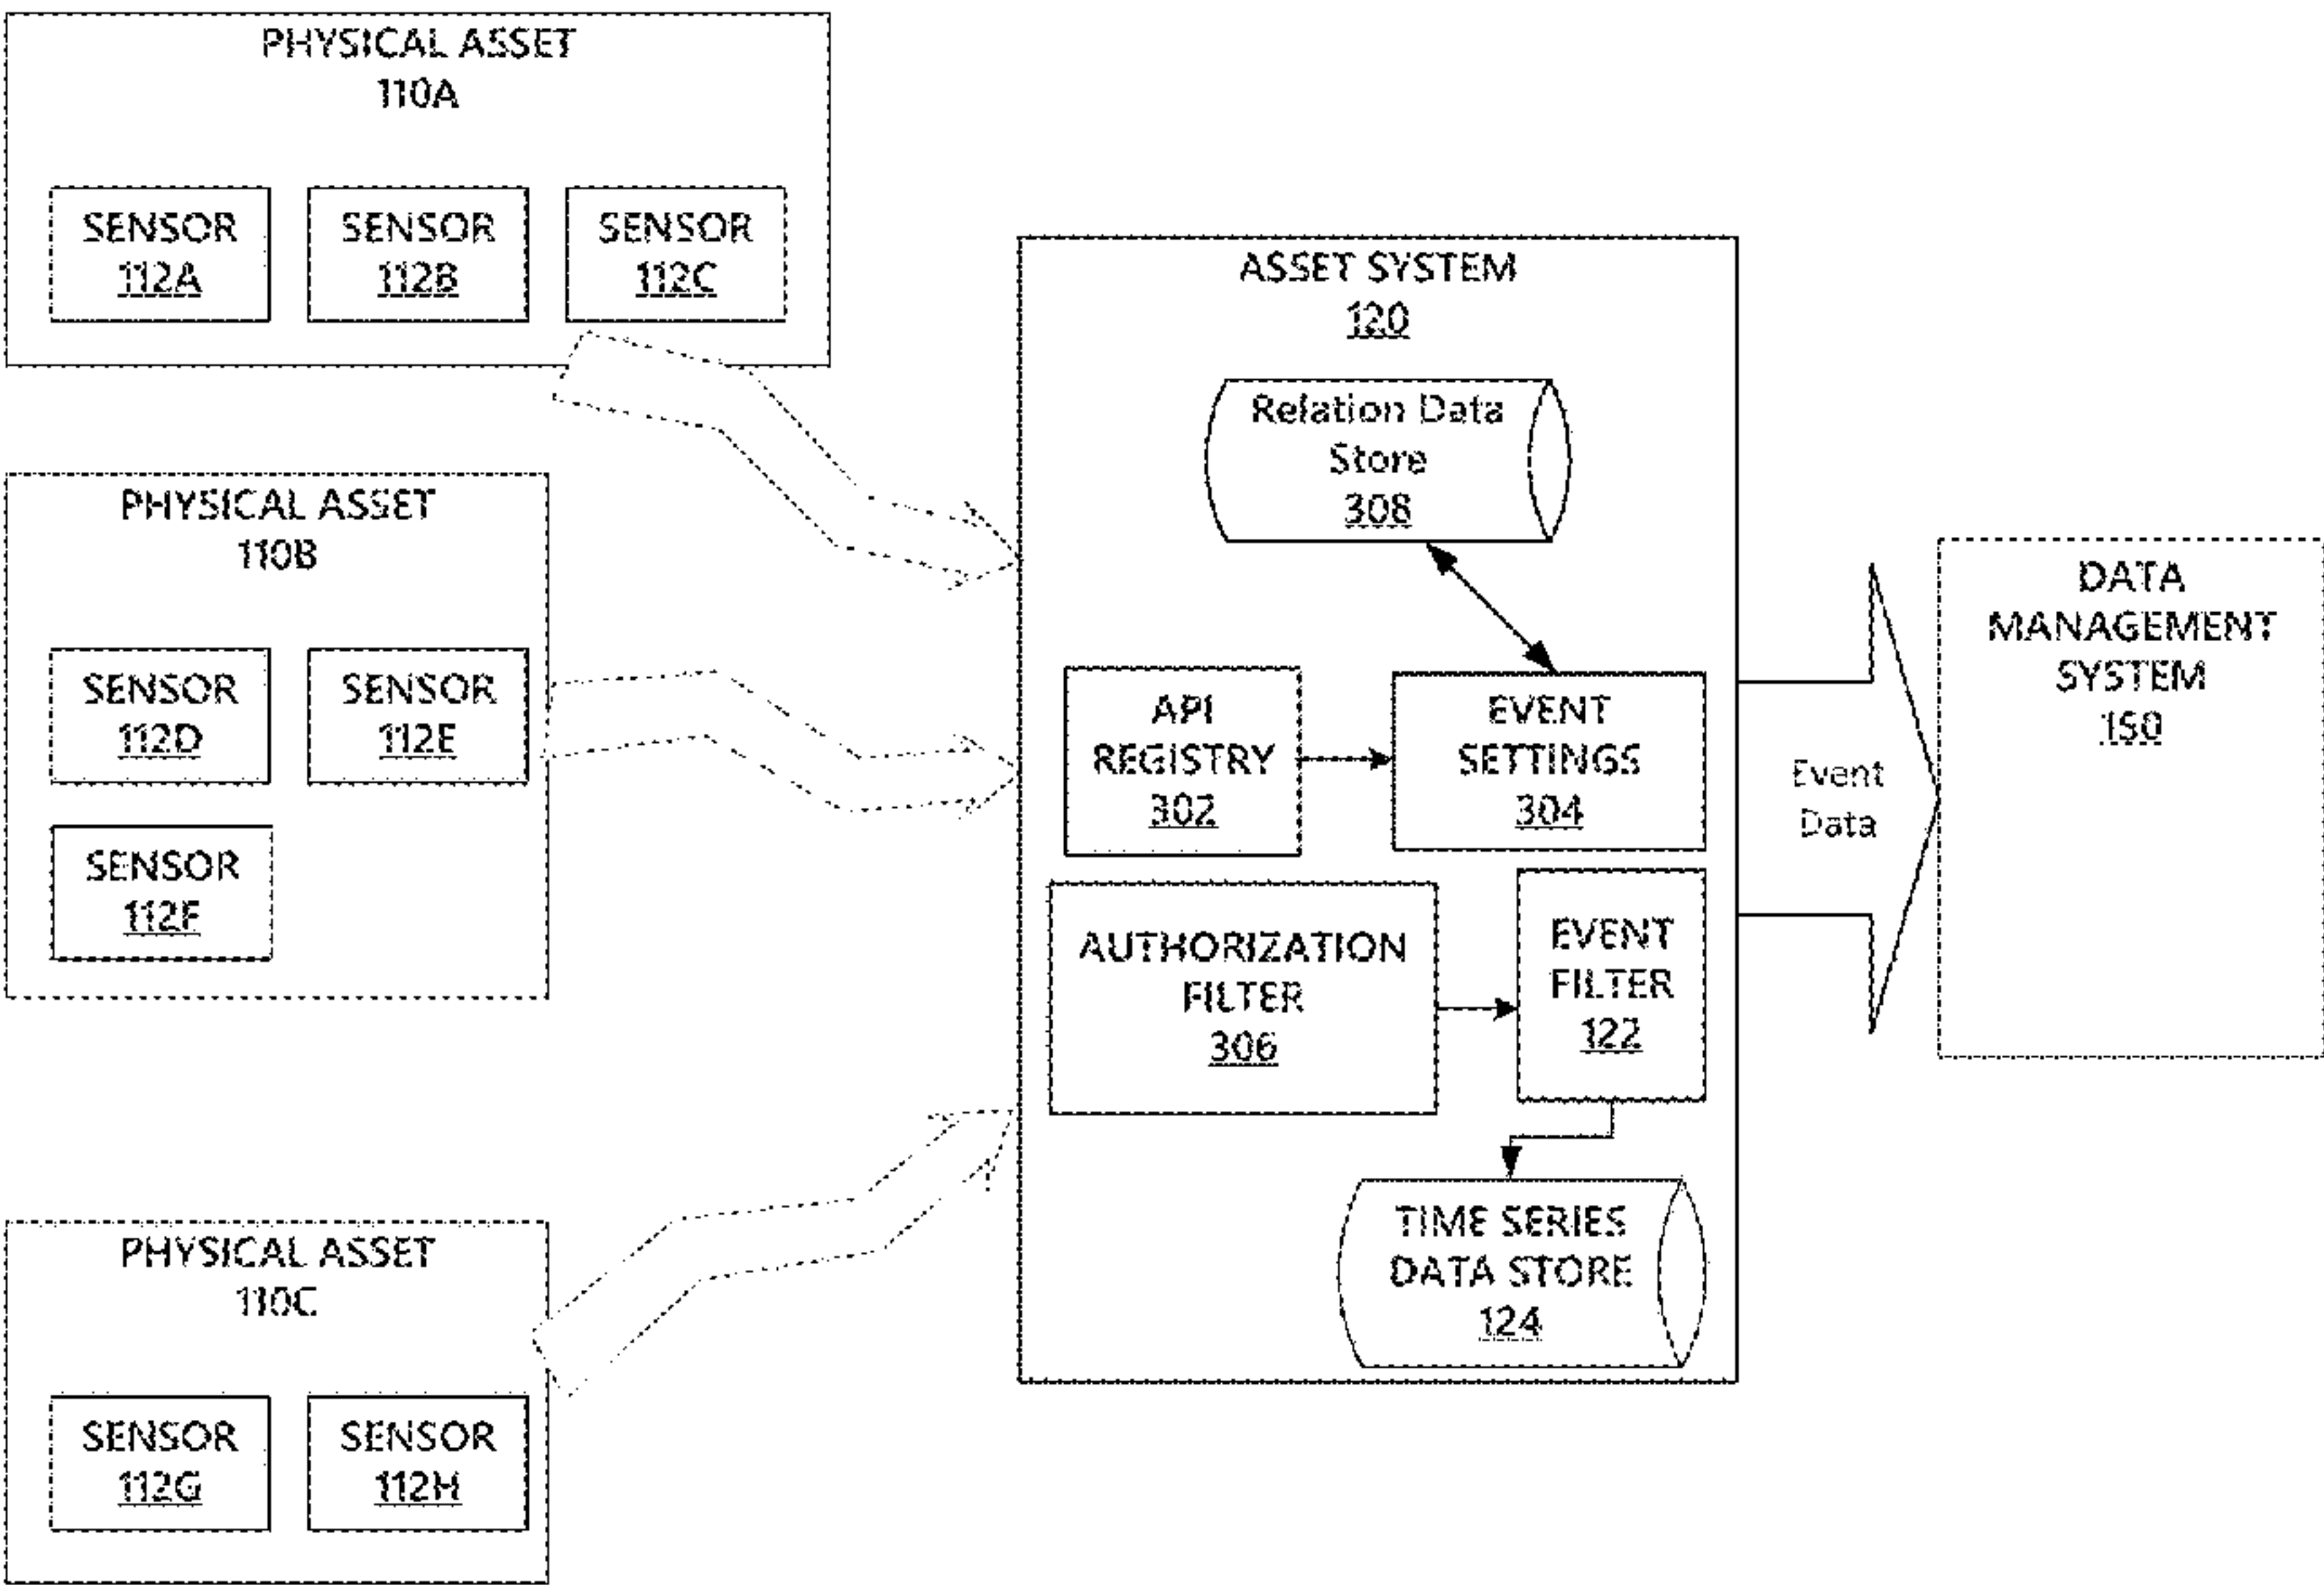 PHYSICAL ASSET
110A
SENSOR
112A
SENSOR
112B
SENSOR
112C
PHYSICAL ASSET
110B
SENSOR
112D
SENSOR
112E
SENSOR
112F
PHYSICAL ASSET
110C
SENSOR
112G
SENSOR
112H
ASSET SYSTEM
120
Relation Data
Store
308
API
REGISTRY
302
EVENT
SETTINGS
304
AUTHORIZATION
FILTER
306
EVENT
FILTER
122
TIME SERIES
DATA STORE
124
Event
Data
DATA
MANAGEMENT
SYSTEM
150